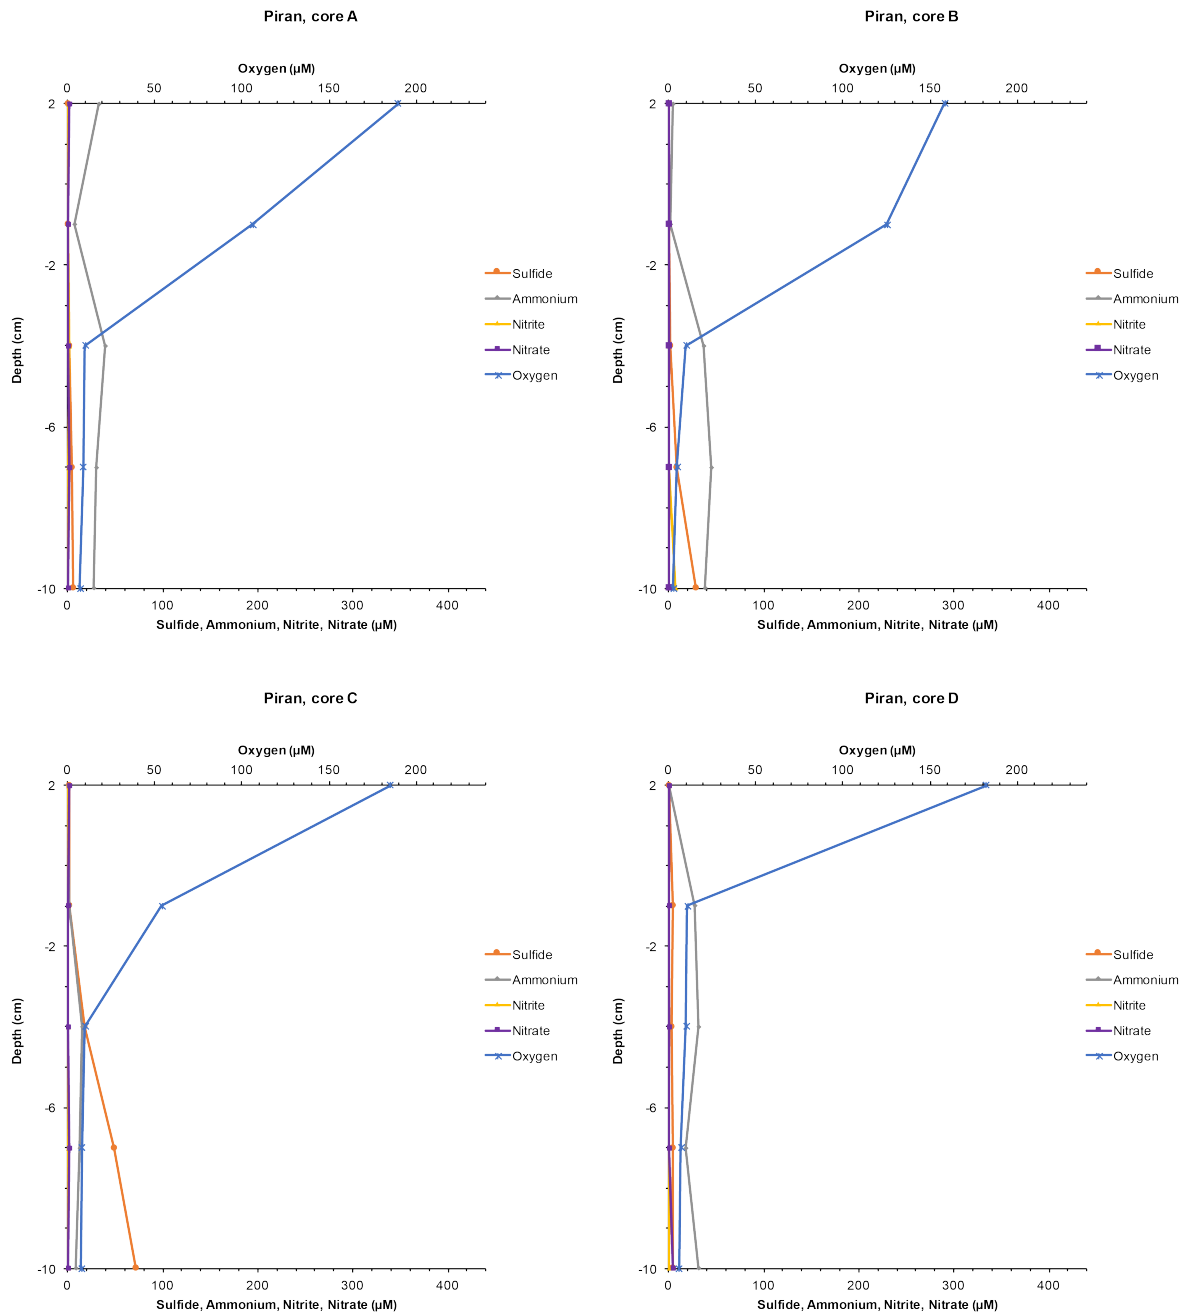 Piran, core A
Oxygen (µM)
0 50 100 150 200
2
-2
-6
-10
Depth (cm)
Sulfide
Ammonium
Nitrite
Nitrate
Oxygen
0 100 200 300 400
Sulfide, Ammonium, Nitrite, Nitrate (µM)
Piran, core B
Oxygen (µM)
0 50 100 150 200
2
-2
-6
-10
Depth (cm)
Sulfide
Ammonium
Nitrite
Nitrate
Oxygen
0 100 200 300 400
Sulfide, Ammonium, Nitrite, Nitrate (µM)
Piran, core C
Oxygen (µM)
0 50 100 150 200
2
-2
-6
-10
Depth (cm)
Sulfide
Ammonium
Nitrite
Nitrate
Oxygen
0 100 200 300 400
Sulfide, Ammonium, Nitrite, Nitrate (µM)
Piran, core D
Oxygen (µM)
0 50 100 150 200
2
-2
-6
-10
Depth (cm)
Sulfide
Ammonium
Nitrite
Nitrate
Oxygen
0 100 200 300 400
Sulfide, Ammonium, Nitrite, Nitrate (µM)